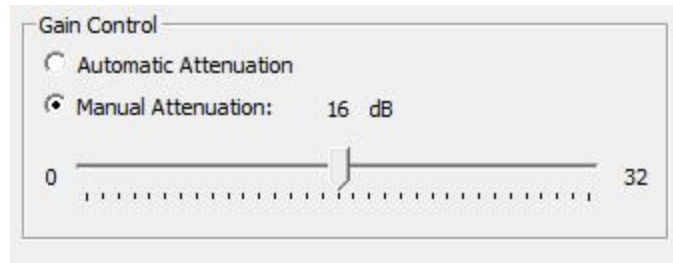 Gain Control
Automatic Attenuation
Manual Attenuation: 16 dB
0 32